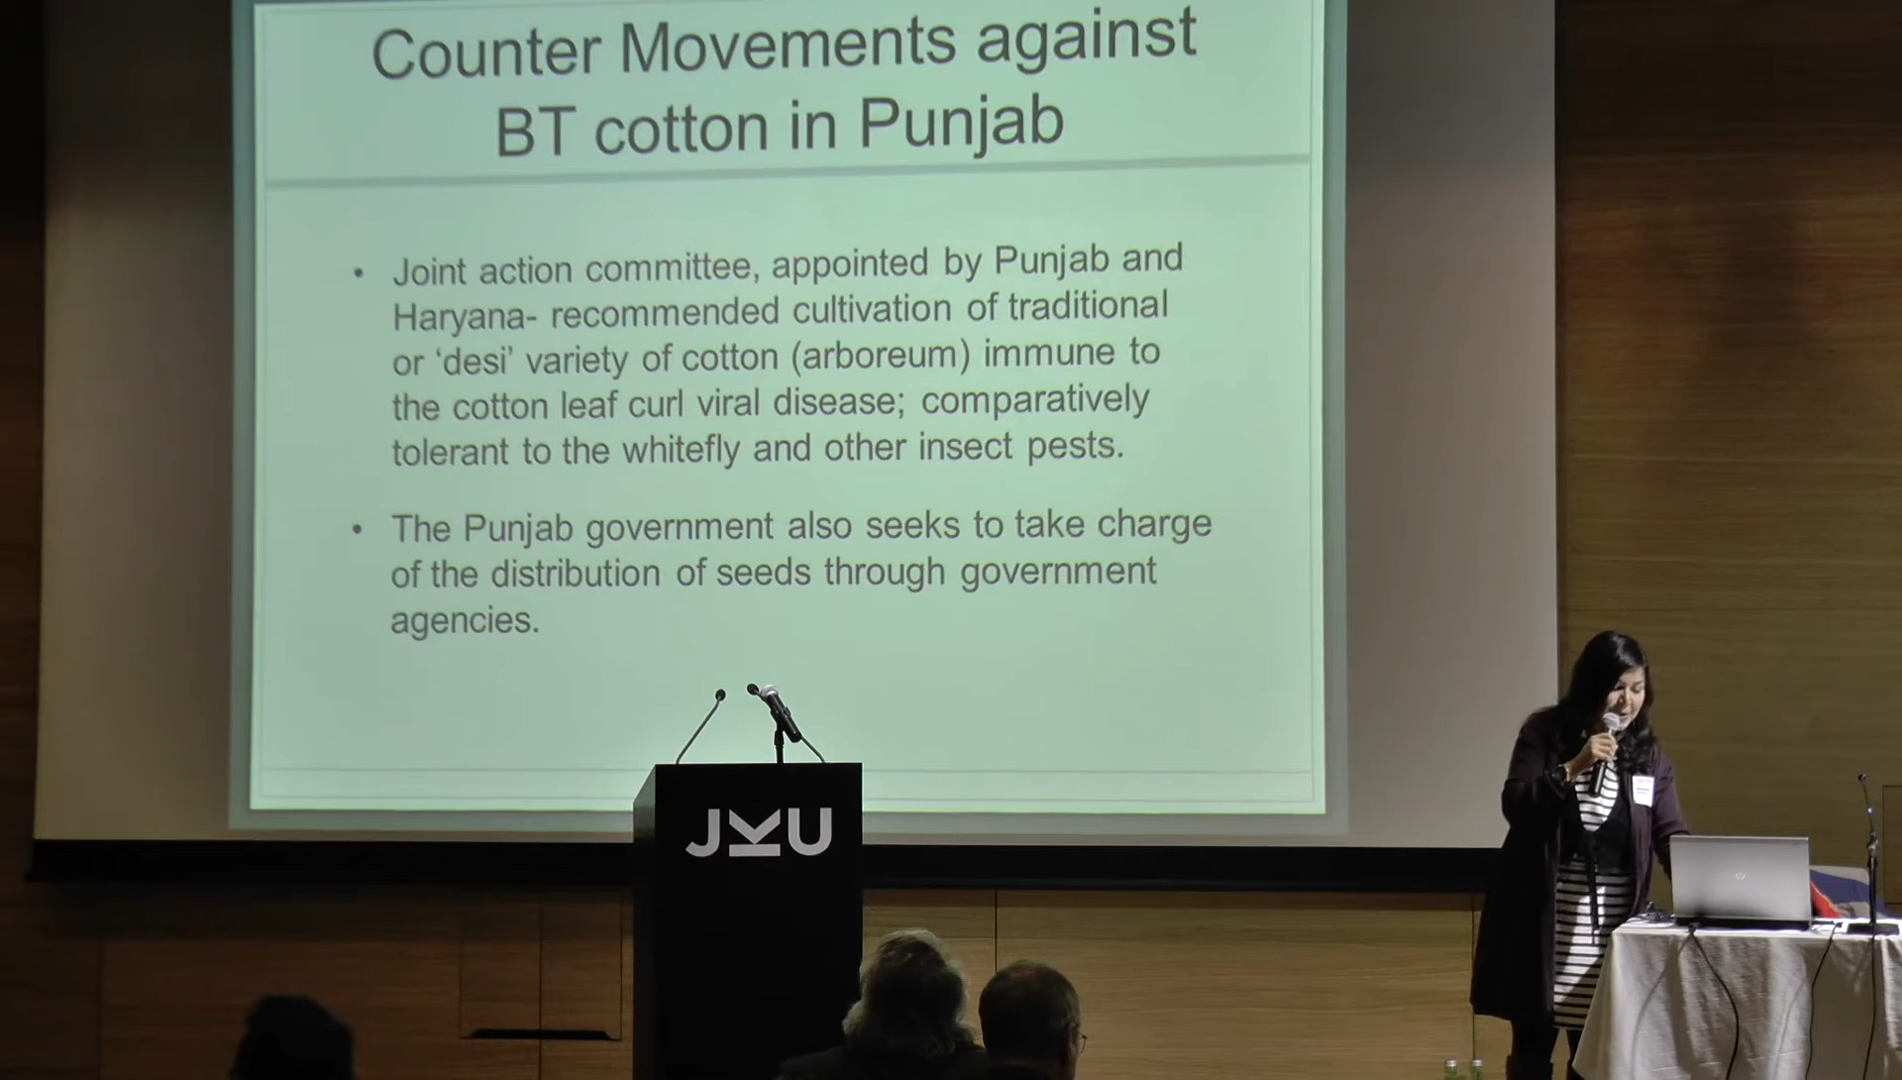 Counter Movements against
BT cotton in Punjab
• Joint action committee, appointed by Punjab and
Haryana- recommended cultivation of traditional
or ‘desi’ variety of cotton (arboreum) immune to
the cotton leaf curl viral disease; comparatively
tolerant to the whitefly and other insect pests.
• The Punjab government also seeks to take charge
of the distribution of seeds through government
agencies.
JKU
hp